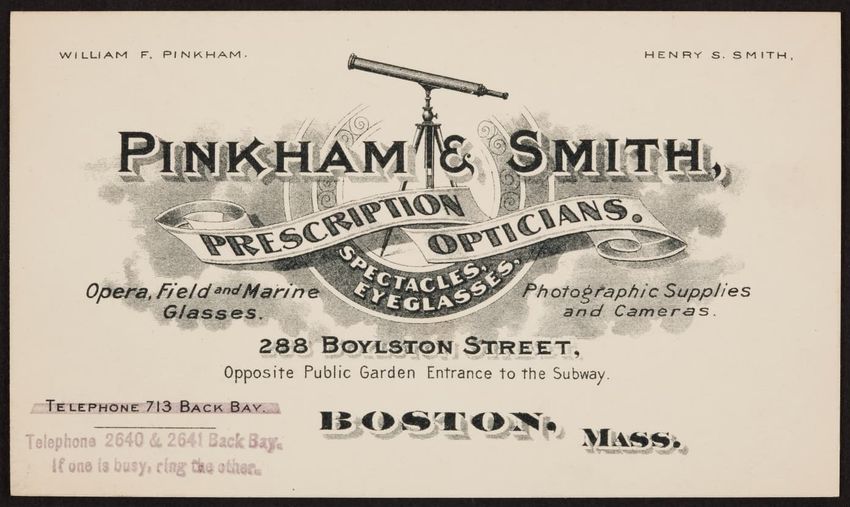 WILLIAM F. PINKHAM.
HENRY S. SMITH,
PINKHAM & SMITH,
PRESCRIPTION OPTICIANS.
SPECTACLES,
EYEGLASSES,
Opera, Field and Marine
Glasses.
Photographic Supplies
and Cameras.
288 BOYLSTON STREET,
Opposite Public Garden Entrance to the Subway.
TELEPHONE 713 BACK BAY.
BOSTON, MASS.
Telephone 2640 & 2641 Back Bay.
If one is busy, ring the other.